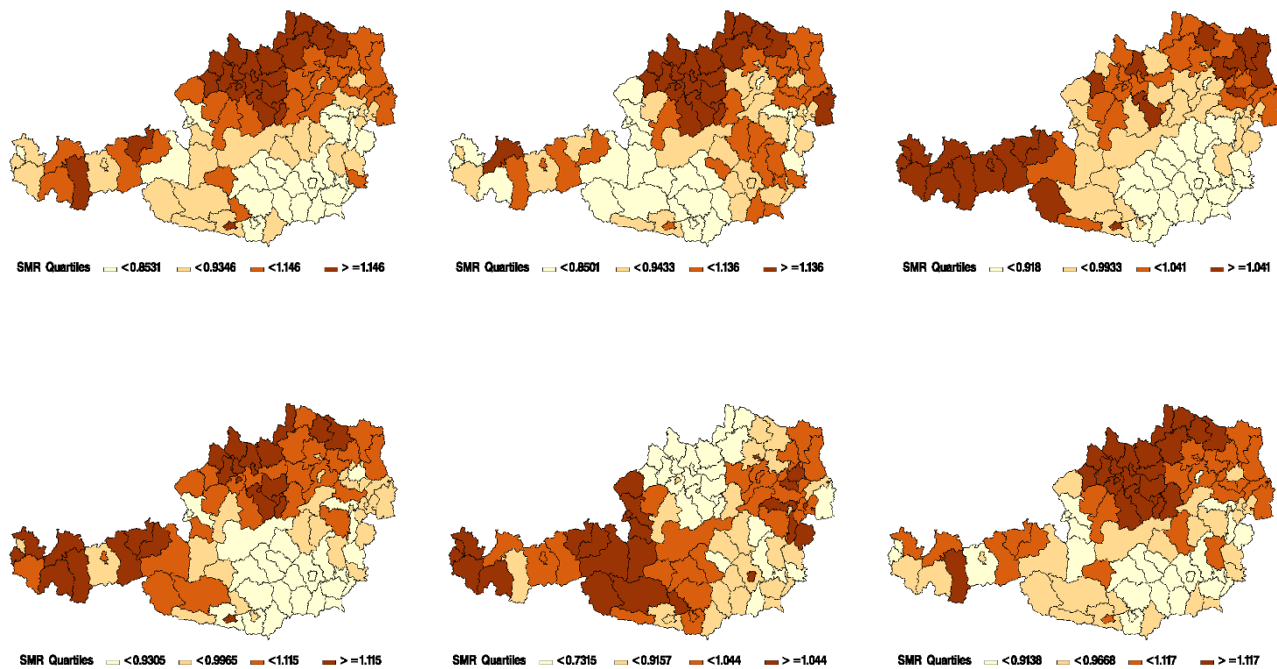 SMR Quartiles <0.8531 <0.9346 <1.146 >=1.146
SMR Quartiles <0.8501 <0.9433 <1.136 >=1.136
SMR Quartiles <0.918 <0.9933 <1.041 >=1.041
SMR Quartiles <0.9305 <0.9965 <1.115 >=1.115
SMR Quartiles <0.7315 <0.9157 <1.044 >=1.044
SMR Quartiles <0.9138 <0.9668 <1.117 >=1.117